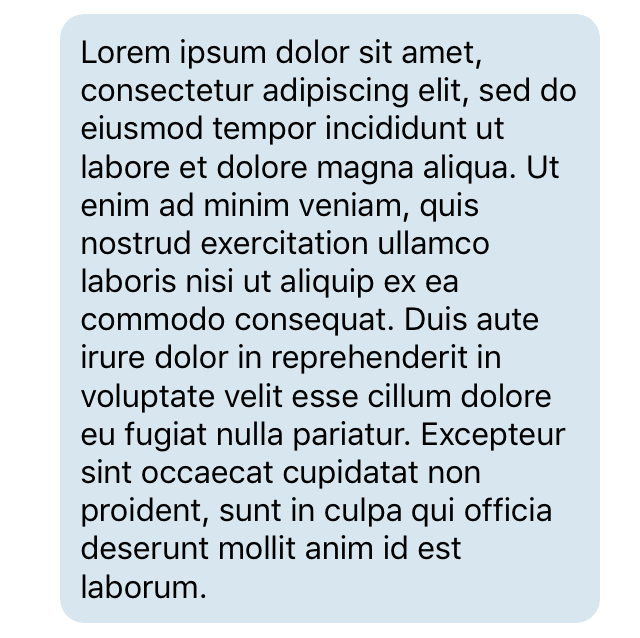 Lorem ipsum dolor sit amet,
consectetur adipiscing elit, sed do
eiusmod tempor incididunt ut
labore et dolore magna aliqua. Ut
enim ad minim veniam, quis
nostrud exercitation ullamco
laboris nisi ut aliquip ex ea
commodo consequat. Duis aute
irure dolor in reprehenderit in
voluptate velit esse cillum dolore
eu fugiat nulla pariatur. Excepteur
sint occaecat cupidatat non
proident, sunt in culpa qui officia
deserunt mollit anim id est
laborum.